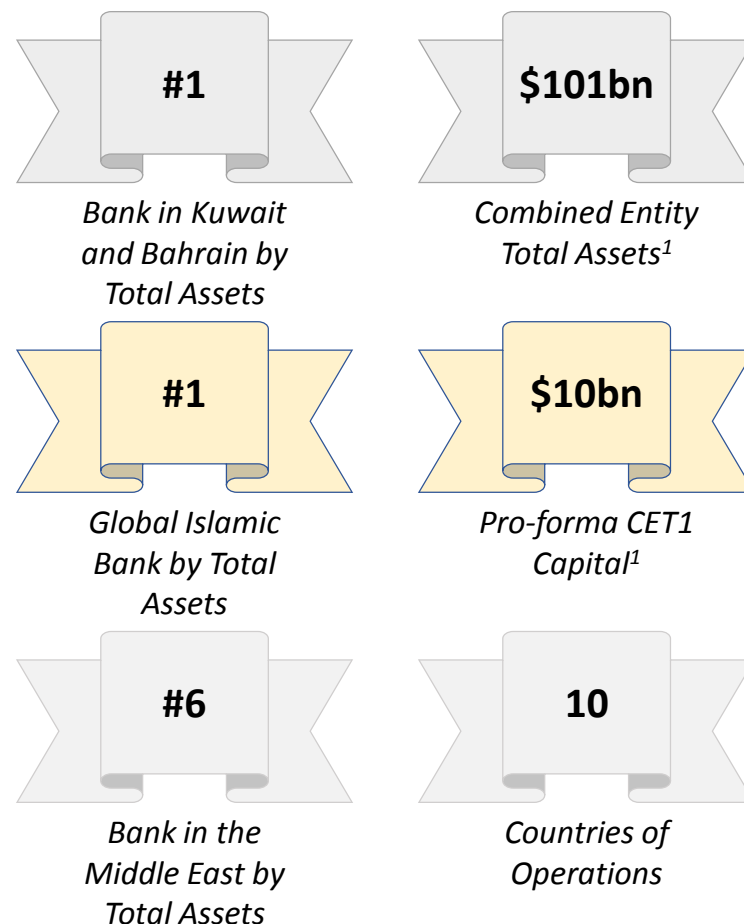 #1
Bank in Kuwait
and Bahrain by
Total Assets
$101bn
Combined Entity
Total Assets¹
#1
Global Islamic
Bank by Total
Assets
$10bn
Pro-forma CET1
Capital¹
#6
Bank in the
Middle East by
Total Assets
10
Countries of
Operations